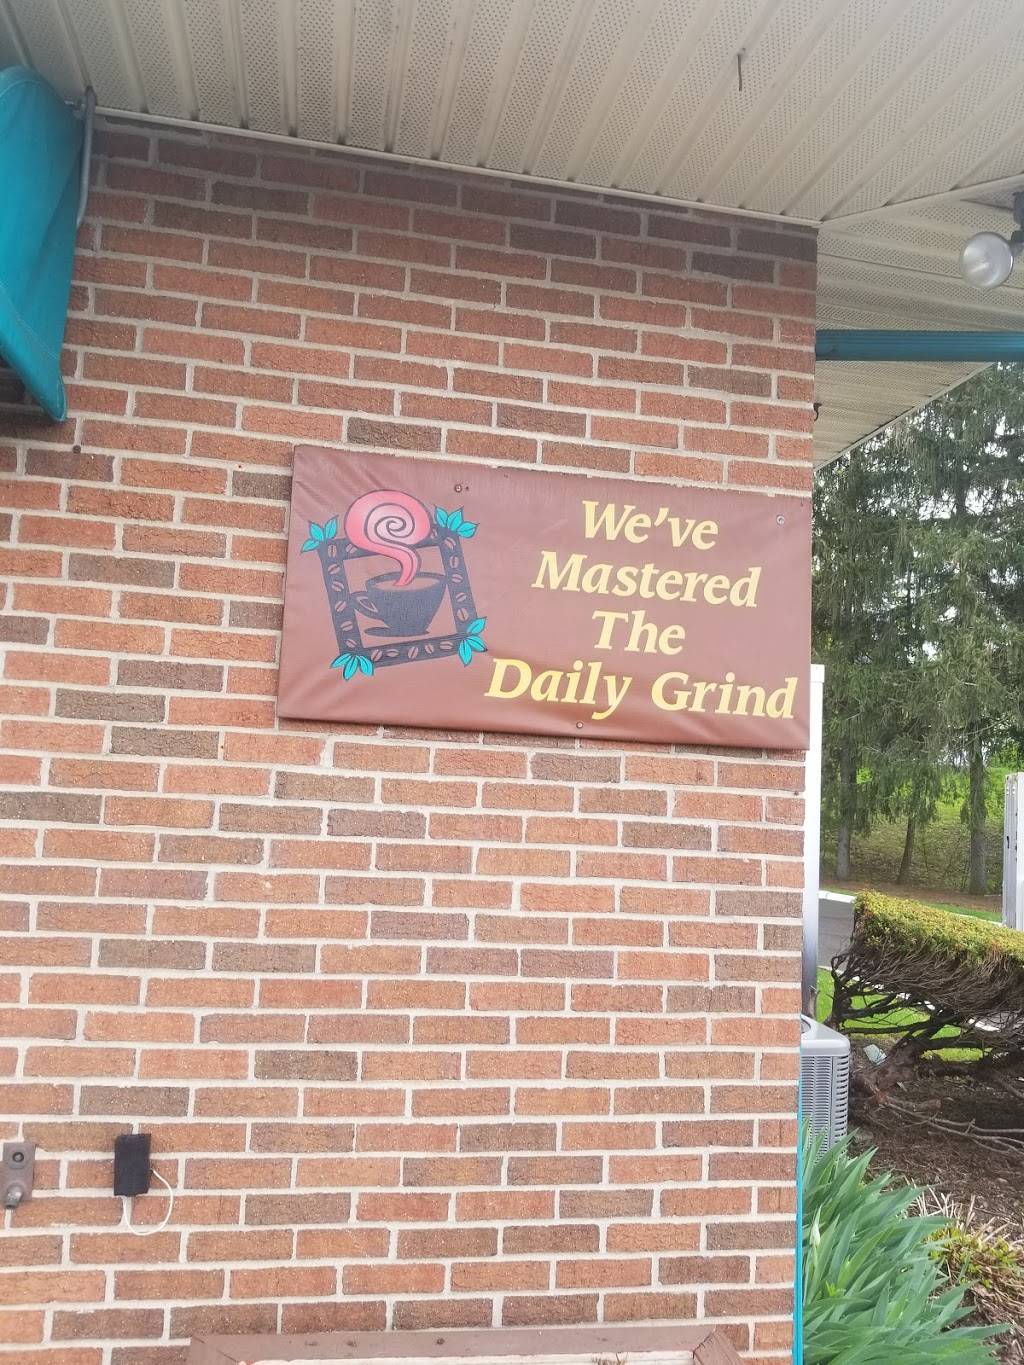 We've
Mastered
The
Daily Grind